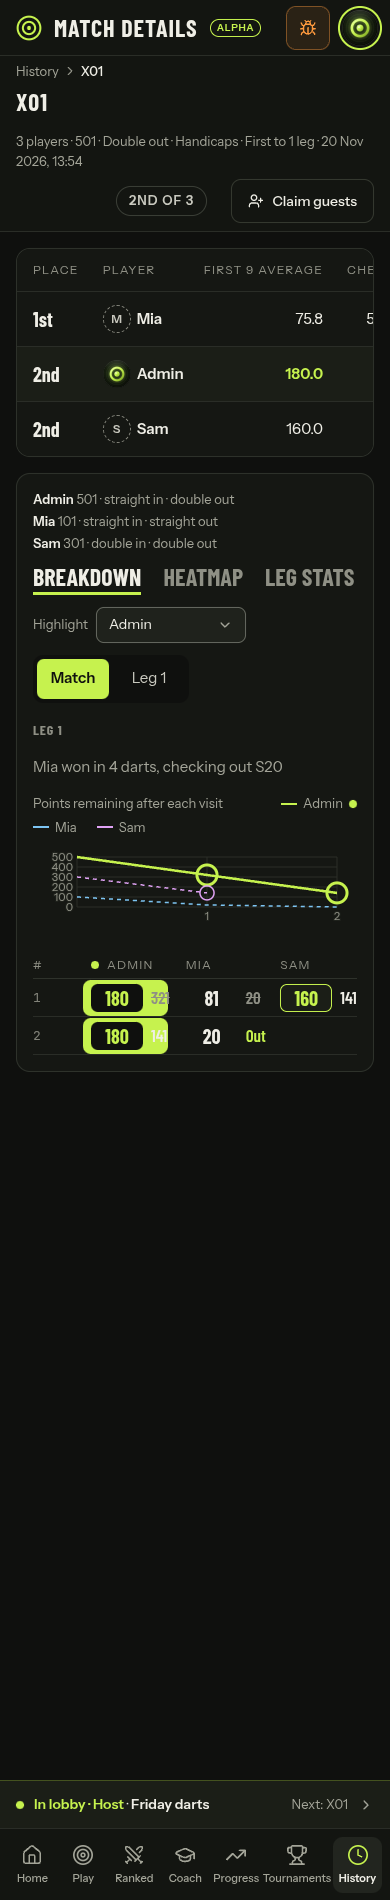 MATCH DETAILS ALPHA
History > X01
X01
3 players · 501 · Double out · Handicaps · First to 1 leg · 20 Nov
2026, 13:54
2ND OF 3 Claim guests
PLACE PLAYER FIRST 9 AVERAGE CHE
1st M Mia 75.8 5
2nd Admin 180.0
2nd S Sam 160.0
Admin 501 · straight in · double out
Mia 101 · straight in · straight out
Sam 301 · double in · double out
BREAKDOWN HEATMAP LEG STATS
Highlight Admin
Match Leg 1
LEG 1
Mia won in 4 darts, checking out S20
Points remaining after each visit Admin
Mia Sam
500
400
300
200
100
0
1 2
# ADMIN MIA SAM
1 180 321 81 20 160 141
2 180 141 20 Out
In lobby · Host · Friday darts Next: X01
Home Play Ranked Coach Progress Tournaments History